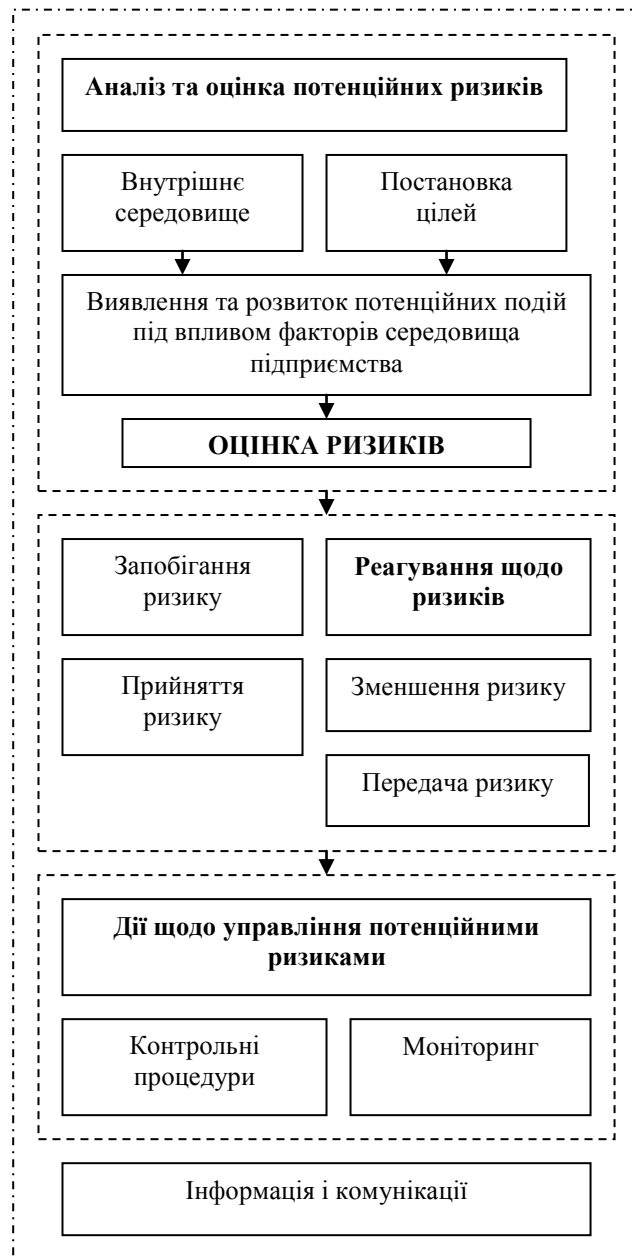 Аналіз та оцінка потенційних ризиків
Внутрішнє
середовище
Постановка
цілей
Виявлення та розвиток потенційних подій
під впливом факторів середовища
підприємства
ОЦІНКА РИЗИКІВ
Запобігання
ризику
Реагування щодо
ризиків
Прийняття
ризику
Зменшення ризику
Передача ризику
Дії щодо управління потенційними
ризиками
Контрольні
процедури
Моніторинг
Інформація і комунікації